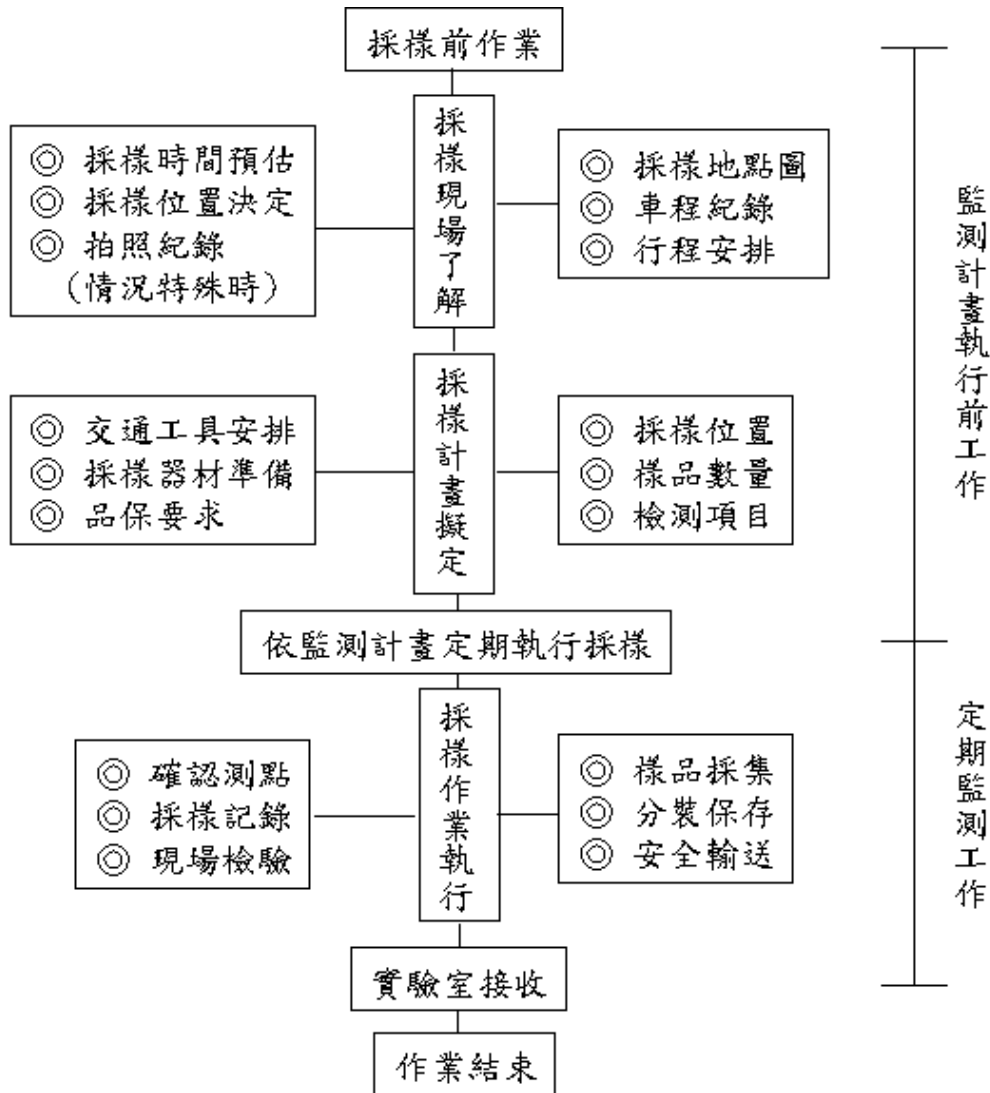 採樣前作業
採樣現場了解
◎ 採樣時間預估
◎ 採樣位置決定
◎ 拍照紀錄
（情況特殊時）
◎ 採樣地點圖
◎ 車程紀錄
◎ 行程安排
採樣計畫擬定
◎ 交通工具安排
◎ 採樣器材準備
◎ 品保要求
◎ 採樣位置
◎ 樣品數量
◎ 檢測項目
監測計畫執行前工作
依監測計畫定期執行採樣
採樣作業執行
◎ 確認測點
◎ 採樣記錄
◎ 現場檢驗
◎ 樣品採集
◎ 分裝保存
◎ 安全輸送
定期監測工作
實驗室接收
作業結束